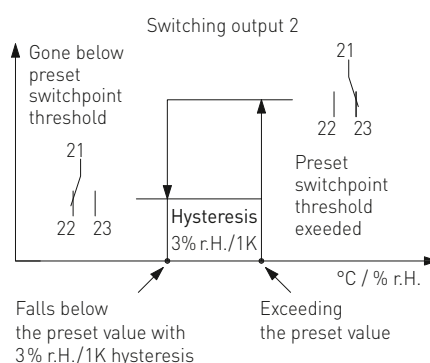 Switching output 2
Gone below
preset
switchpoint
threshold
21
22 23
21
22 23
Preset
switchpoint
threshold
exeeded
Hysteresis
3% r.H./1K
°C / % r.H.
Falls below
the preset value with
3% r.H./1K hysteresis
Exceeding
the preset value